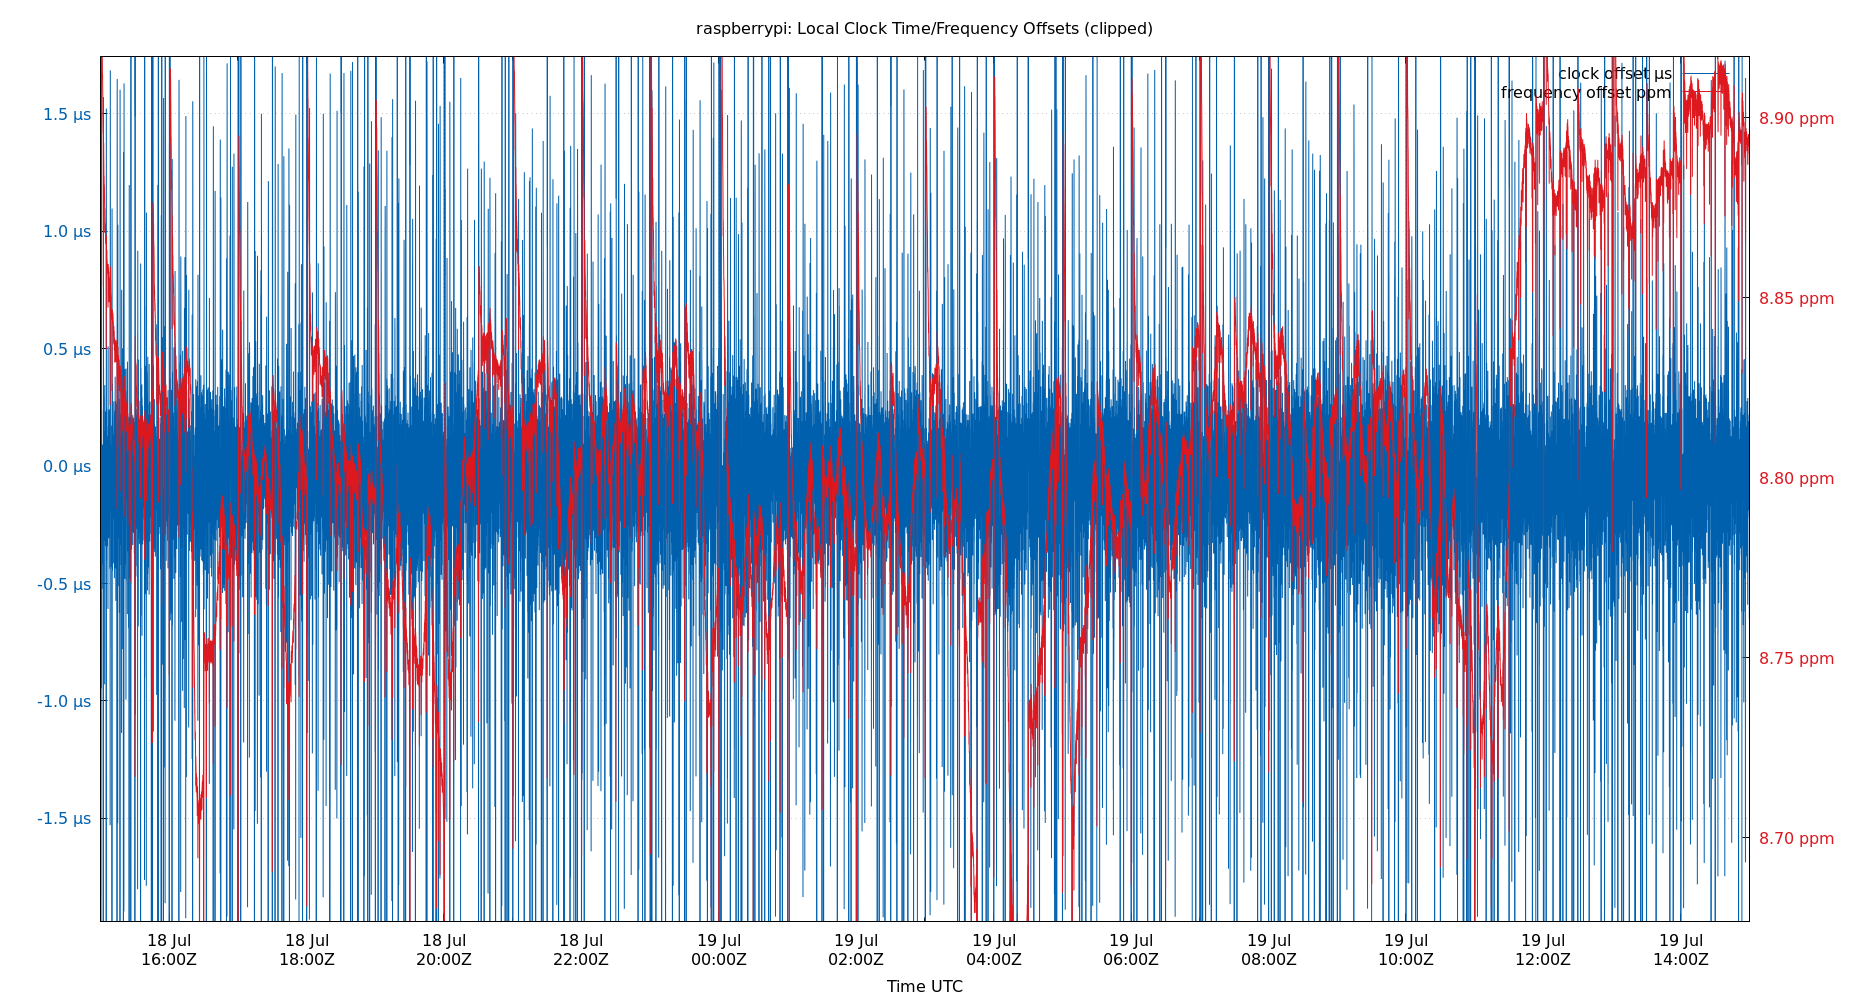 raspberrypi: Local Clock Time/Frequency Offsets (clipped)
clock offset µs
frequency offset ppm
1.5 µs
1.0 µs
0.5 µs
0.0 µs
-0.5 µs
-1.0 µs
-1.5 µs
8.90 ppm
8.85 ppm
8.80 ppm
8.75 ppm
8.70 ppm
18 Jul
16:00Z
18 Jul
18:00Z
18 Jul
20:00Z
18 Jul
22:00Z
19 Jul
00:00Z
19 Jul
02:00Z
19 Jul
04:00Z
19 Jul
06:00Z
19 Jul
08:00Z
19 Jul
10:00Z
19 Jul
12:00Z
19 Jul
14:00Z
Time UTC